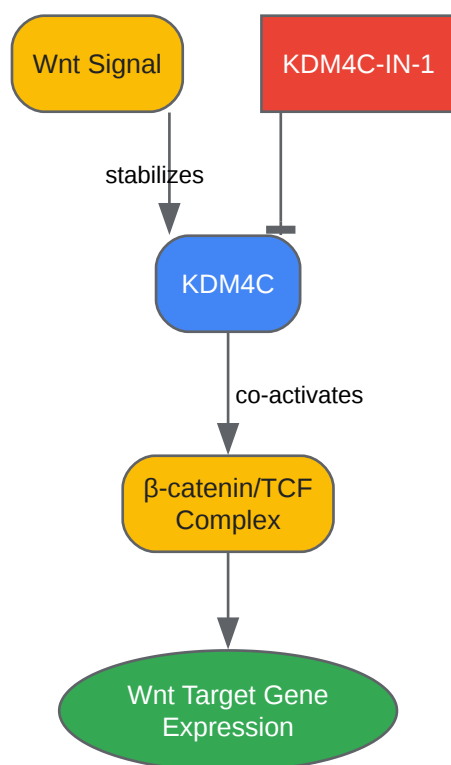 Wnt Signal
KDM4C-IN-1
stabilizes
KDM4C
co-activates
β-catenin/TCF
Complex
Wnt Target Gene
Expression